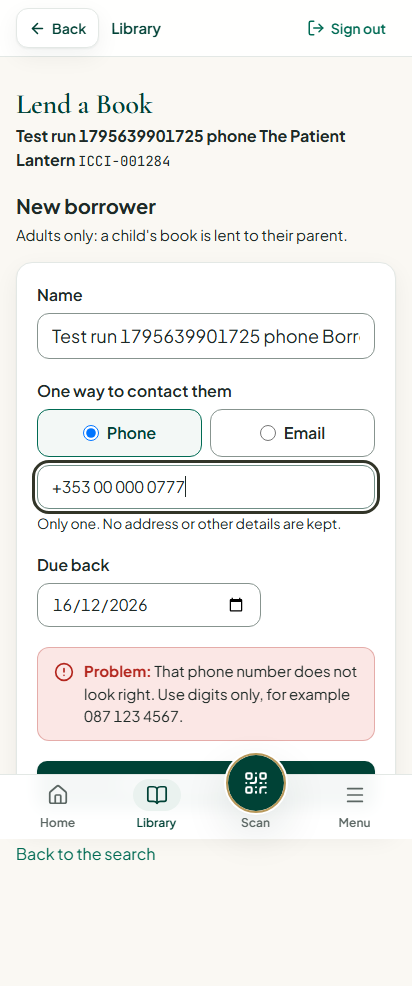 Back
Library
Sign out
Lend a Book
Test run 1795639901725 phone The Patient
Lantern ICCI-001284
New borrower
Adults only: a child's book is lent to their parent.
Name
Test run 1795639901725 phone Borr
One way to contact them
Phone
Email
+353 00 000 0777
Only one. No address or other details are kept.
Due back
16/12/2026
Problem: That phone number does not
look right. Use digits only, for example
087 123 4567.
Home
Library
Scan
Menu
Back to the search